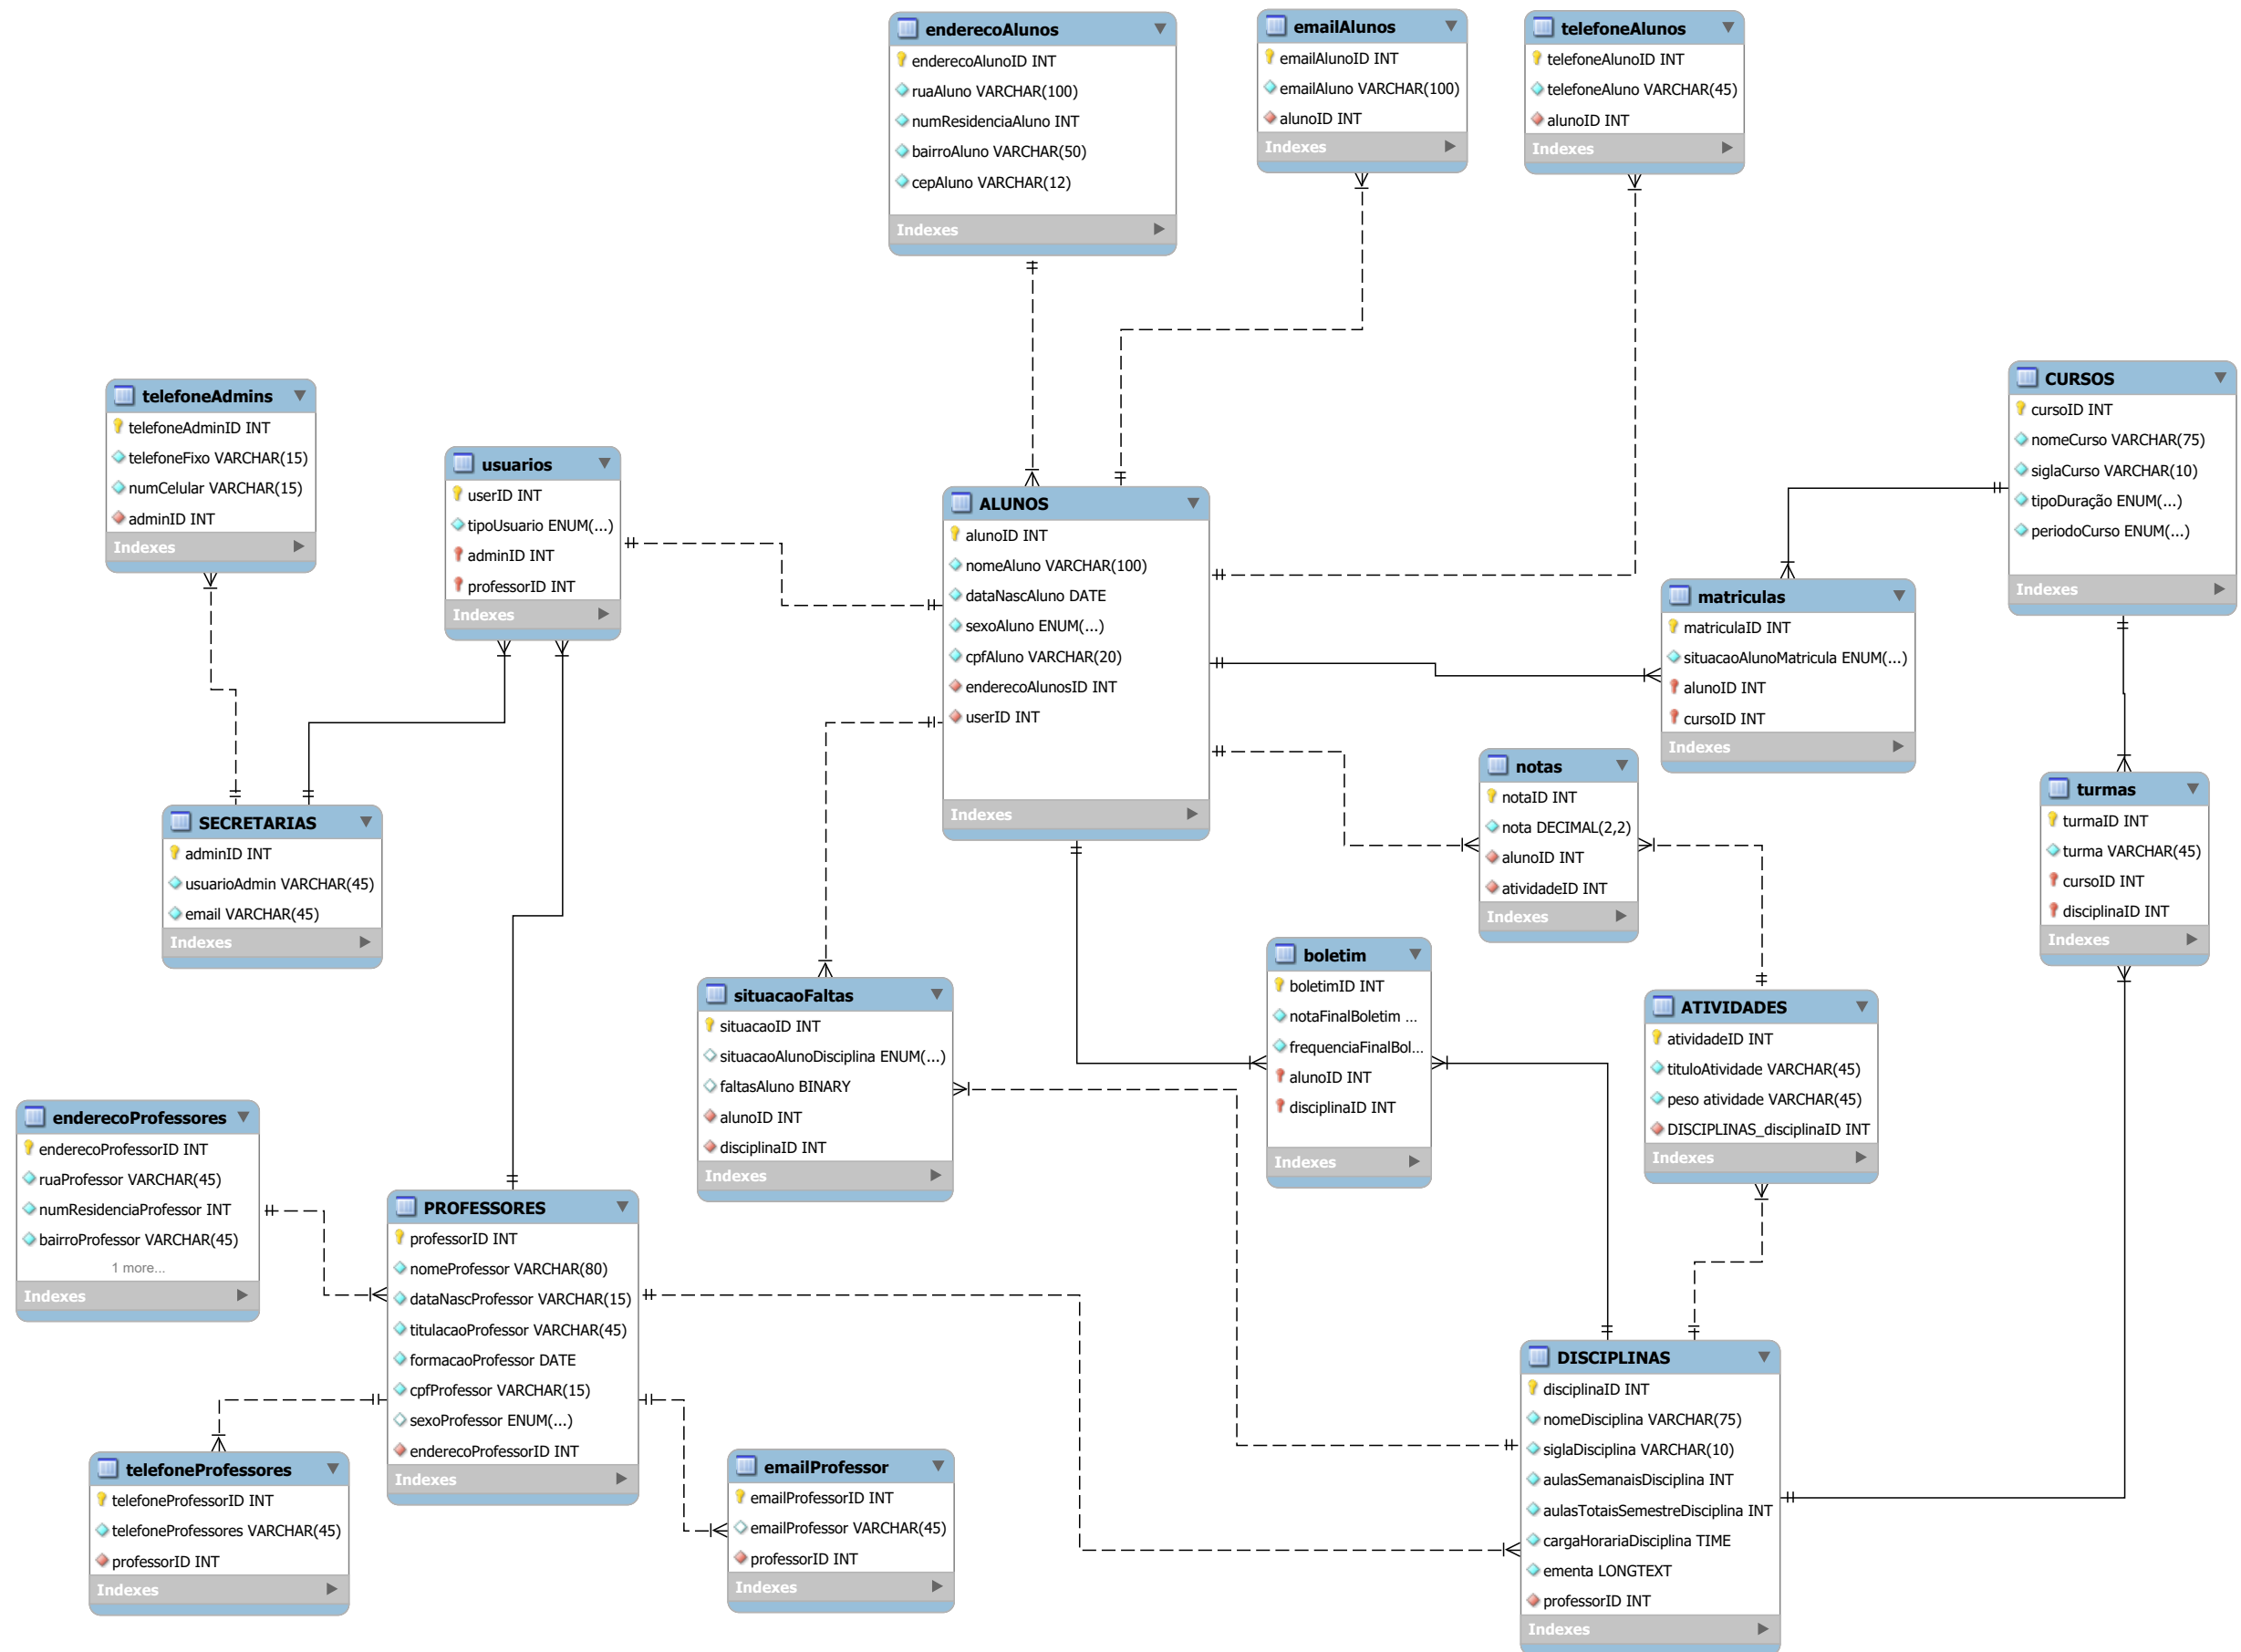 enderecoAlunos
enderecoAlunoID INT
ruaAluno VARCHAR(100)
numResidenciaAluno INT
bairroAluno VARCHAR(50)
cepAluno VARCHAR(12)
Indexes
emailAlunos
emailAlunoID INT
emailAluno VARCHAR(100)
alunoID INT
Indexes
telefoneAlunos
telefoneAlunoID INT
telefoneAluno VARCHAR(45)
alunoID INT
Indexes
telefoneAdmins
telefoneAdminID INT
telefoneFixo VARCHAR(15)
numCelular VARCHAR(15)
adminID INT
Indexes
usuarios
userID INT
tipoUsuario ENUM(...)
adminID INT
professorID INT
Indexes
ALUNOS
alunoID INT
nomeAluno VARCHAR(100)
dataNascAluno DATE
sexoAluno ENUM(...)
cpfAluno VARCHAR(20)
enderecoAlunosID INT
userID INT
Indexes
CURSOS
cursoID INT
nomeCurso VARCHAR(75)
siglaCurso VARCHAR(10)
tipoDuração ENUM(...)
periodoCurso ENUM(...)
Indexes
matriculas
matriculaID INT
situacaoAlunoMatricula ENUM(...)
alunoID INT
cursoID INT
Indexes
SECRETARIAS
adminID INT
usuarioAdmin VARCHAR(45)
email VARCHAR(45)
Indexes
notas
notaID INT
nota DECIMAL(2,2)
alunoID INT
atividadeID INT
Indexes
turmas
turmaID INT
turma VARCHAR(45)
cursoID INT
disciplinaID INT
Indexes
situacaoFaltas
situacaoID INT
situacaoAlunoDisciplina ENUM(...)
faltasAluno BINARY
alunoID INT
disciplinaID INT
Indexes
boletim
boletimID INT
notaFinalBoletim ...
frequenciaFinalBol...
alunoID INT
disciplinaID INT
Indexes
ATIVIDADES
atividadeID INT
tituloAtividade VARCHAR(45)
peso atividade VARCHAR(45)
DISCIPLINAS_disciplinaID INT
Indexes
enderecoProfessores
enderecoProfessorID INT
ruaProfessor VARCHAR(45)
numResidenciaProfessor INT
bairroProfessor VARCHAR(45)
1 more...
Indexes
PROFESSORES
professorID INT
nomeProfessor VARCHAR(80)
dataNascProfessor VARCHAR(15)
titulacaoProfessor VARCHAR(45)
formacaoProfessor DATE
cpfProfessor VARCHAR(15)
sexoProfessor ENUM(...)
enderecoProfessorID INT
Indexes
telefoneProfessores
telefoneProfessorID INT
telefoneProfessores VARCHAR(45)
professorID INT
Indexes
emailProfessor
emailProfessorID INT
emailProfessor VARCHAR(45)
professorID INT
Indexes
DISCIPLINAS
disciplinaID INT
nomeDisciplina VARCHAR(75)
siglaDisciplina VARCHAR(10)
aulasSemanaisDisciplina INT
aulasTotaisSemestreDisciplina INT
cargaHorariaDisciplina TIME
ementa LONGTEXT
professorID INT
Indexes